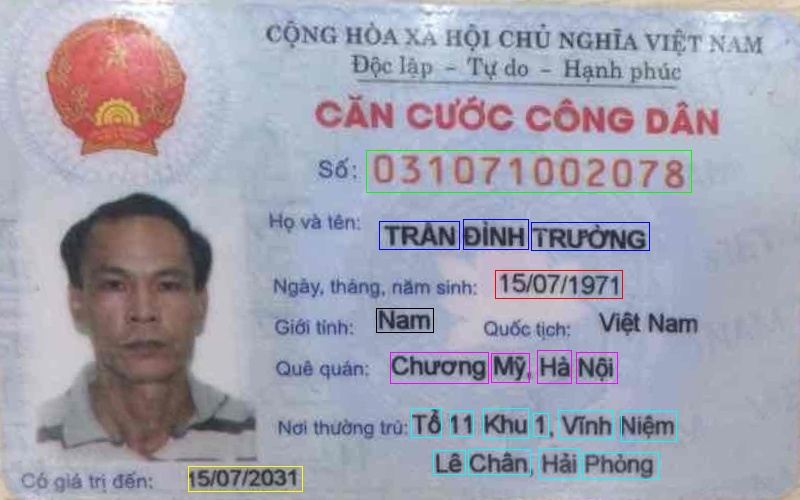 CỘNG HÒA XÃ HỘI CHỦ NGHĨA VIỆT NAM
Độc lập - Tự do - Hạnh phúc
CĂN CƯỚC CÔNG DÂN
Số: 031071002078
Họ và tên: TRẦN ĐÌNH TRƯỜNG
Ngày, tháng, năm sinh: 15/07/1971
Giới tính: Nam Quốc tịch: Việt Nam
Quê quán: Chương Mỹ, Hà Nội
Nơi thường trú: Tổ 11 Khu 1, Vĩnh Niệm
Lê Chân, Hải Phòng
Có giá trị đến: 15/07/2031